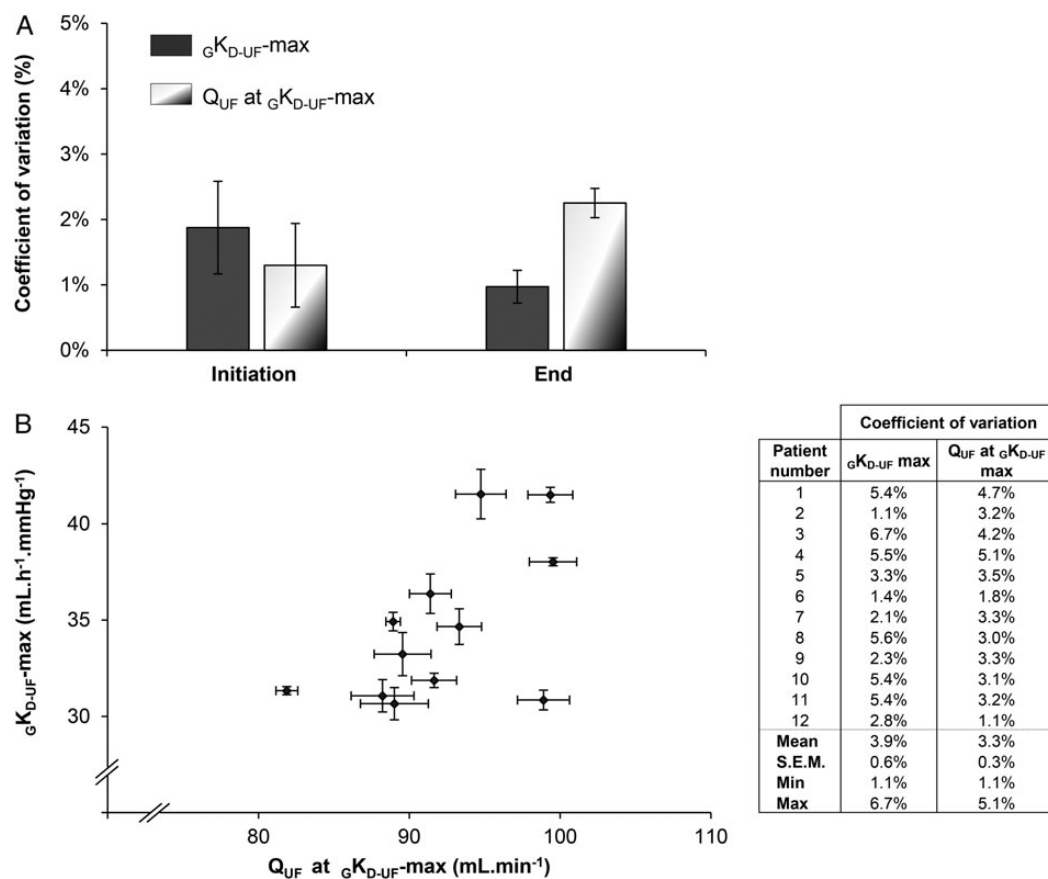 A
5%
4%
3%
2%
1%
0%
Coefficient of variation (%)
GKD-UF-max
QUF at GKD-UF-max
Initiation
End
B
45
40
35
30
GKD-UF-max (mL.h-1.mmHg-1)
80 90 100 110
QUF at GKD-UF-max (mL.min-1)
Coefficient of variation
Patient number GKD-UF max QUF at GKD-UF max
1 5.4% 4.7%
2 1.1% 3.2%
3 6.7% 4.2%
4 5.5% 5.1%
5 3.3% 3.5%
6 1.4% 1.8%
7 2.1% 3.3%
8 5.6% 3.0%
9 2.3% 3.3%
10 5.4% 3.1%
11 5.4% 3.2%
12 2.8% 1.1%
Mean 3.9% 3.3%
S.E.M. 0.6% 0.3%
Min 1.1% 1.1%
Max 6.7% 5.1%